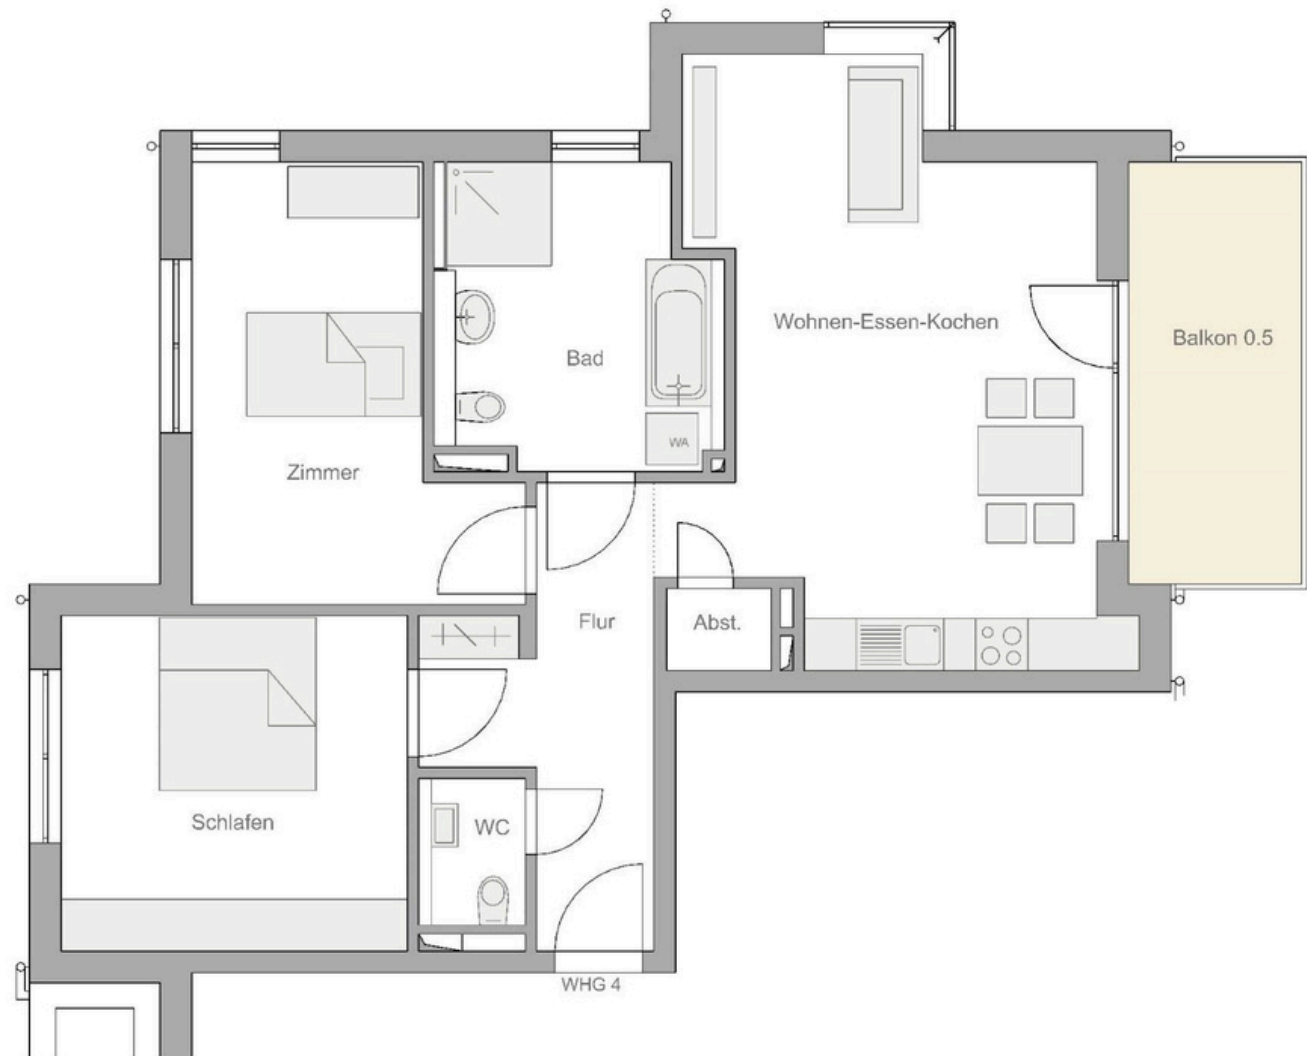 Wohnen-Essen-Kochen
Balkon 0.5
Bad
WA
Zimmer
Flur
Abst.
Schlafen
WC
WHG 4